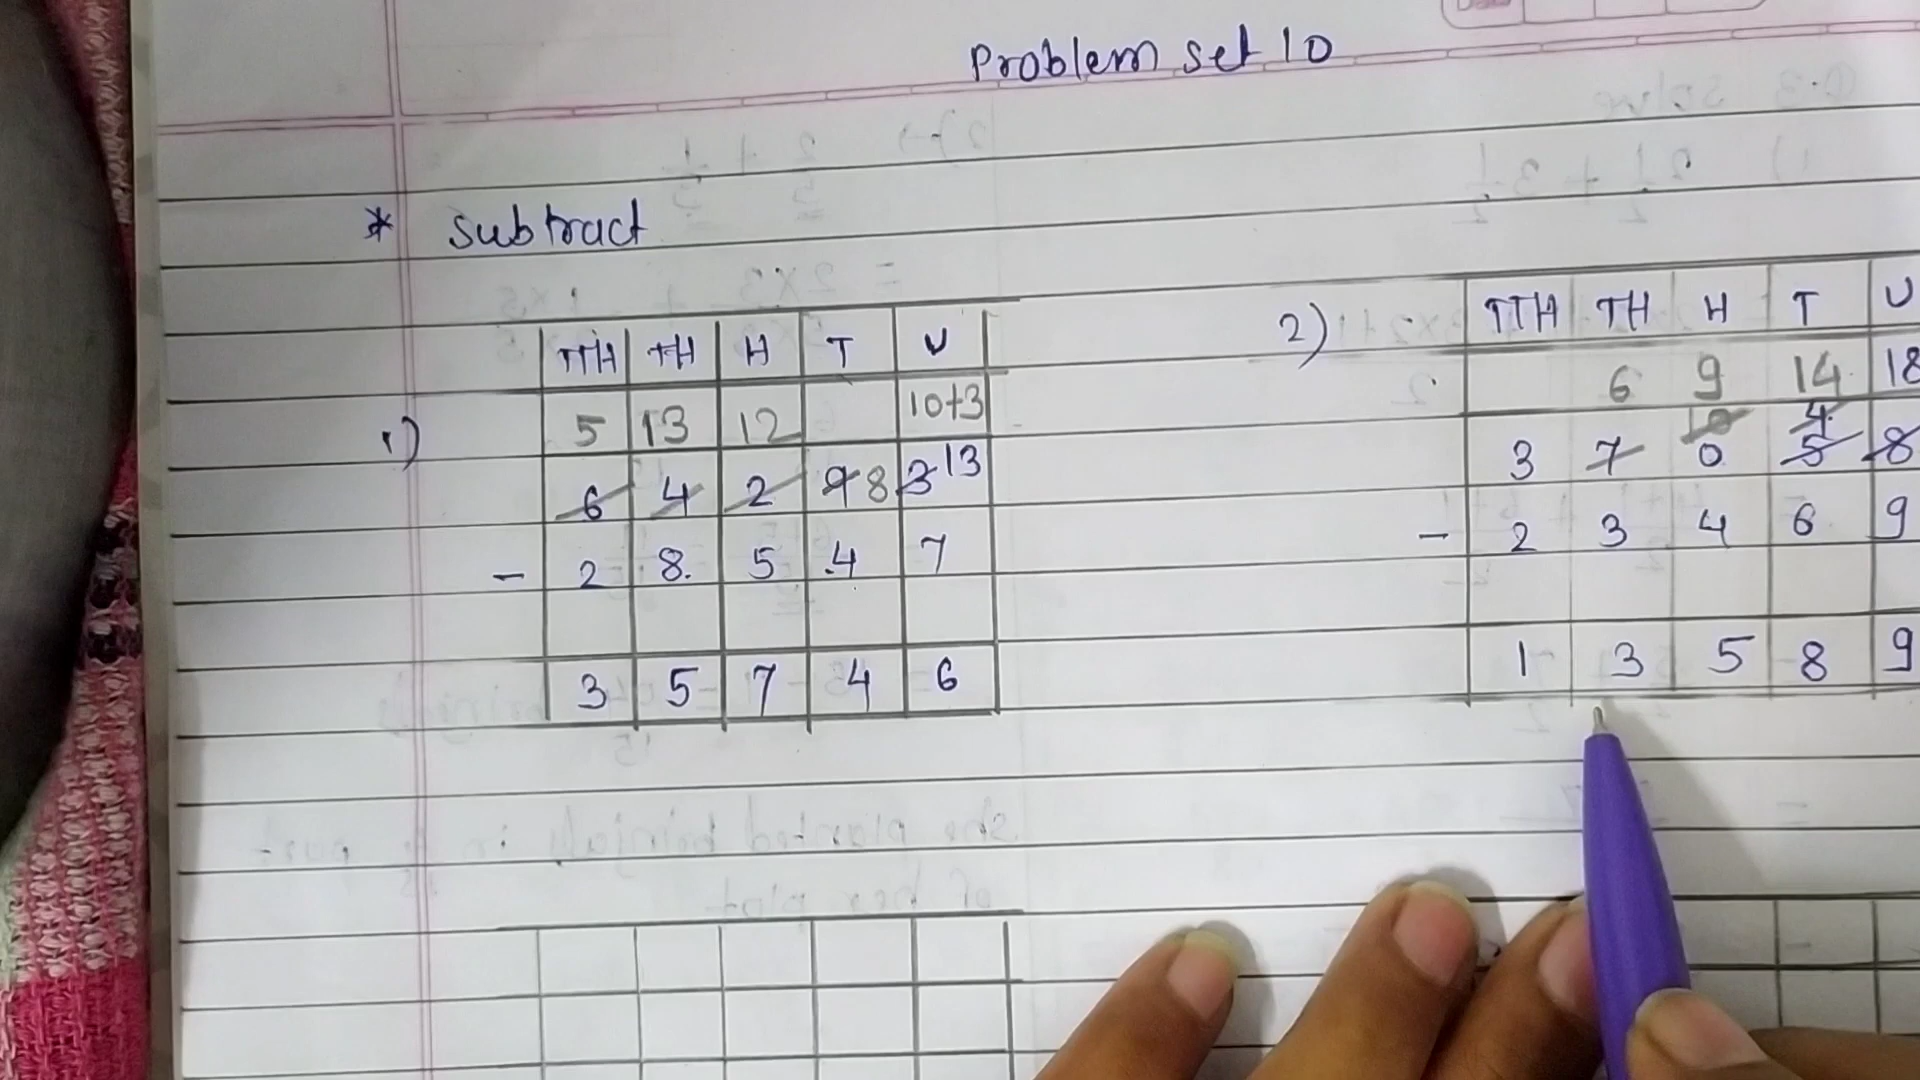 Problem set 10
* Subtract
TTH TH H T U
1) 5 13 12 10+3
6 4 2 9 8 3 13
- 2 8. 5 .4 7
3 5 7 4 6
2) TTH TH H T U
6 9 14 18
10 4
3 7 0 5 8
- 2 3 4 6 9
1 3 5 8 9